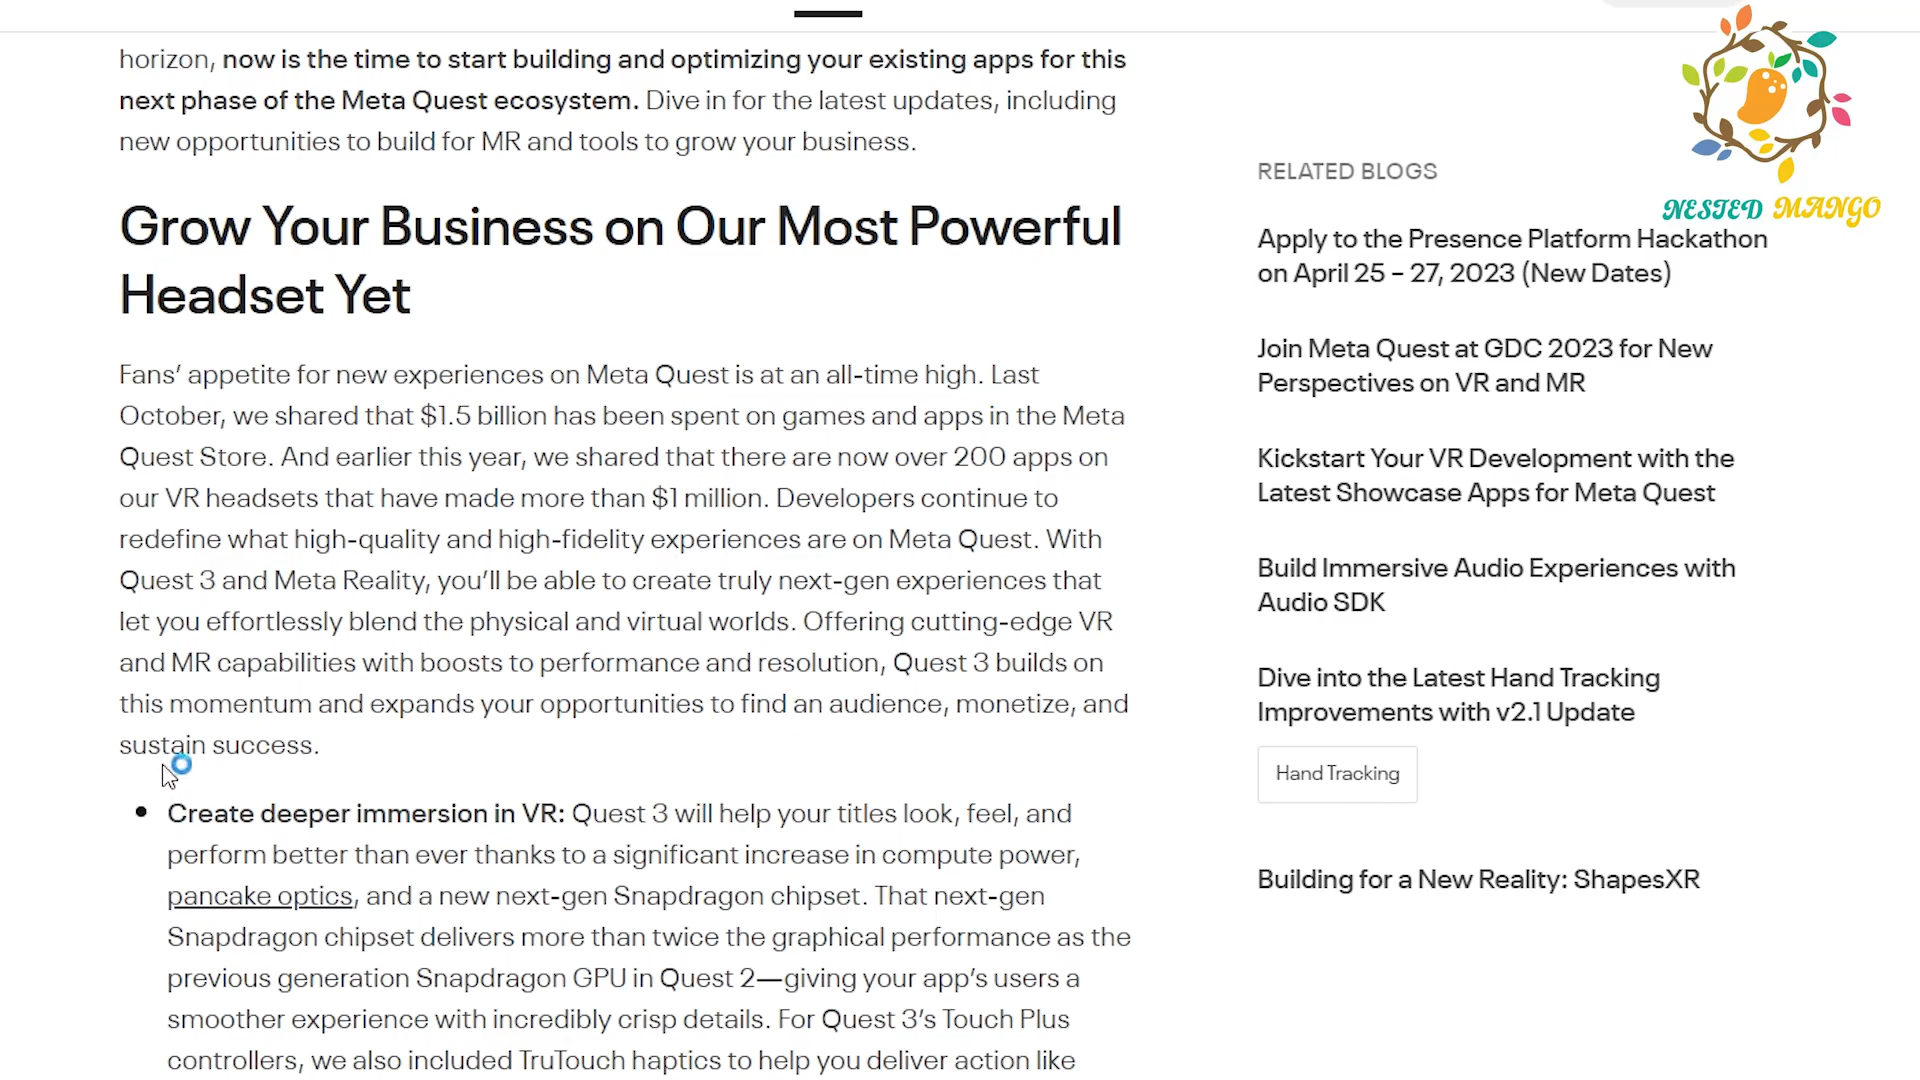 horizon, now is the time to start building and optimizing your existing apps for this
next phase of the Meta Quest ecosystem. Dive in for the latest updates, including
new opportunities to build for MR and tools to grow your business.
Grow Your Business on Our Most Powerful
Headset Yet
Fans’ appetite for new experiences on Meta Quest is at an all-time high. Last
October, we shared that $1.5 billion has been spent on games and apps in the Meta
Quest Store. And earlier this year, we shared that there are now over 200 apps on
our VR headsets that have made more than $1 million. Developers continue to
redefine what high-quality and high-fidelity experiences are on Meta Quest. With
Quest 3 and Meta Reality, you’ll be able to create truly next-gen experiences that
let you effortlessly blend the physical and virtual worlds. Offering cutting-edge VR
and MR capabilities with boosts to performance and resolution, Quest 3 builds on
this momentum and expands your opportunities to find an audience, monetize, and
sustain success.
• Create deeper immersion in VR: Quest 3 will help your titles look, feel, and
perform better than ever thanks to a significant increase in compute power,
pancake optics, and a new next-gen Snapdragon chipset. That next-gen
Snapdragon chipset delivers more than twice the graphical performance as the
previous generation Snapdragon GPU in Quest 2—giving your app’s users a
smoother experience with incredibly crisp details. For Quest 3’s Touch Plus
controllers, we also included TruTouch haptics to help you deliver action like
NESTED MANGO
RELATED BLOGS
Apply to the Presence Platform Hackathon
on April 25 – 27, 2023 (New Dates)
Join Meta Quest at GDC 2023 for New
Perspectives on VR and MR
Kickstart Your VR Development with the
Latest Showcase Apps for Meta Quest
Build Immersive Audio Experiences with
Audio SDK
Dive into the Latest Hand Tracking
Improvements with v2.1 Update
Hand Tracking
Building for a New Reality: ShapesXR